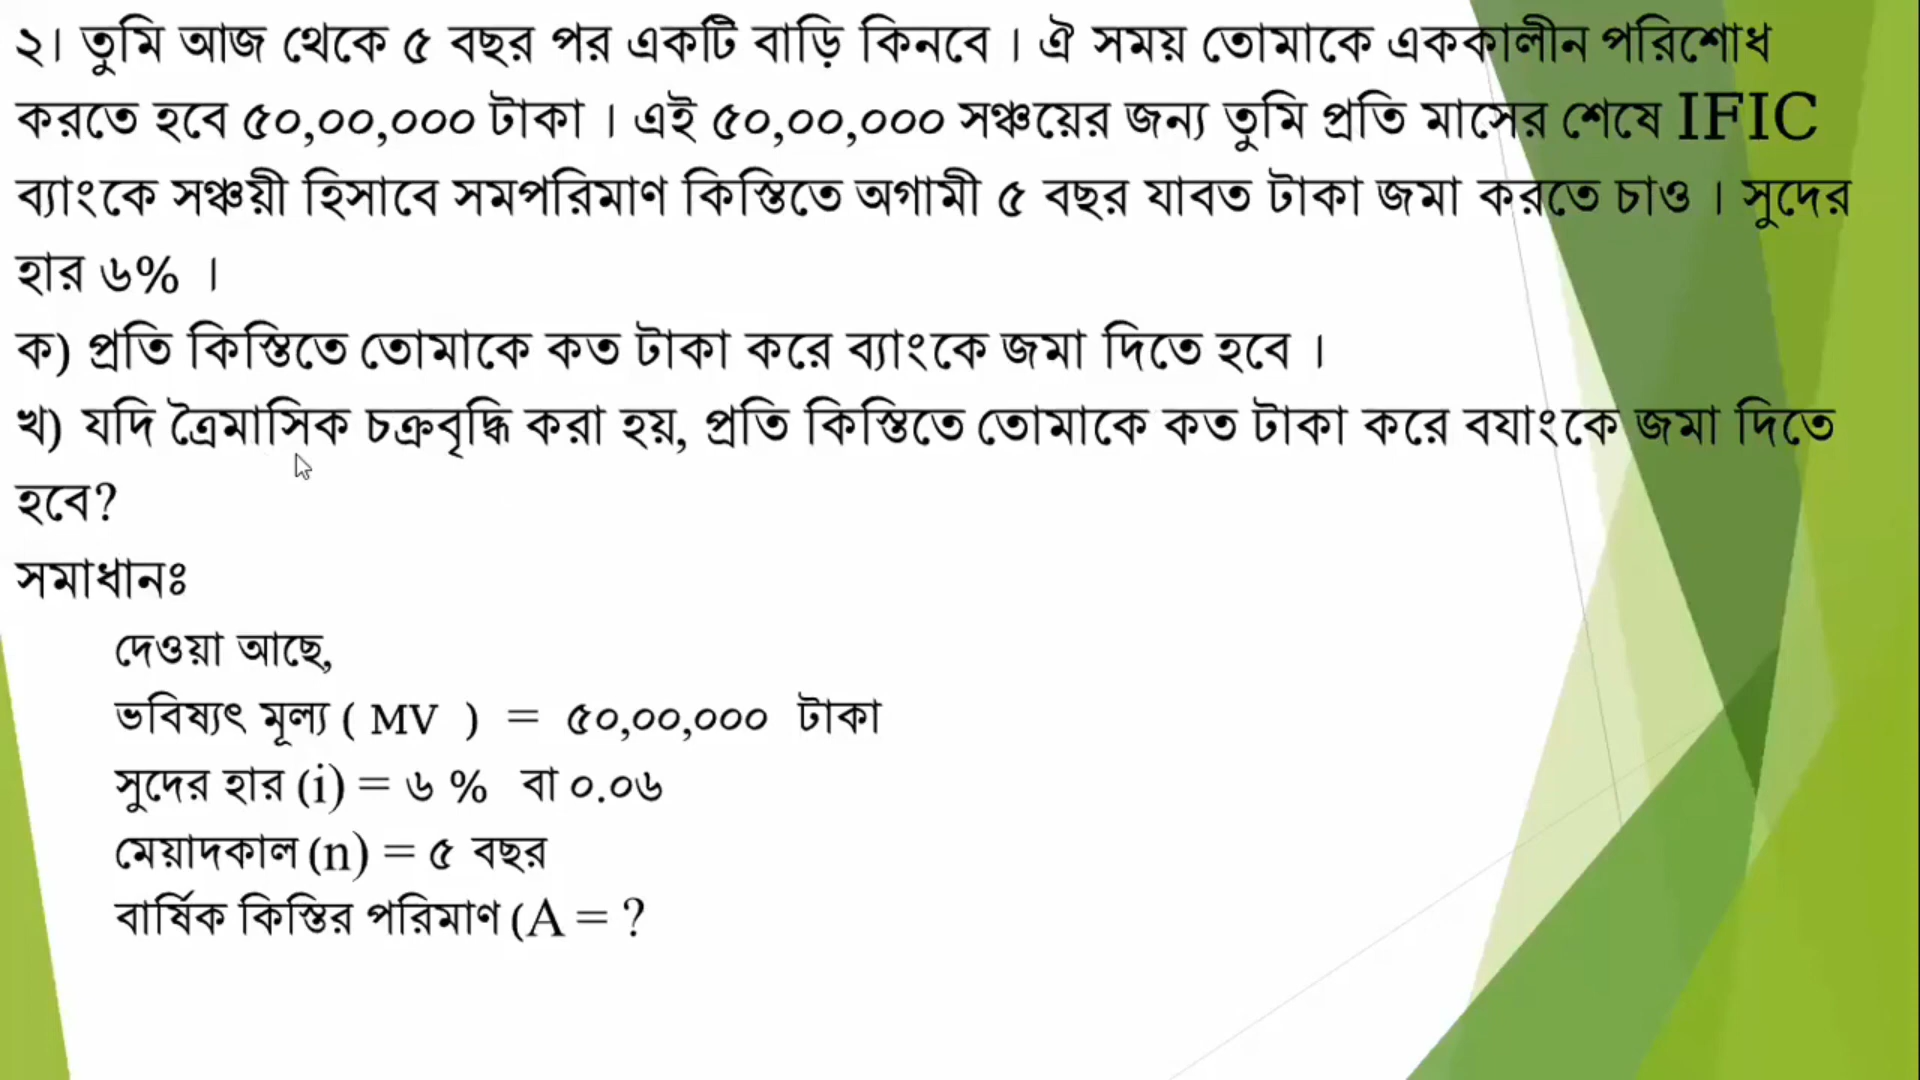 ২। তুমি আজ থেকে ৫ বছর পর একটি বাড়ি কিনবে । ঐ সময় তোমাকে এককালীন পরিশোধ
করতে হবে ৫০,০০,০০০ টাকা । এই ৫০,০০,০০০ সঞ্চয়ের জন্য তুমি প্রতি মাসের শেষে IFIC
ব্যাংকে সঞ্চয়ী হিসাবে সমপরিমাণ কিস্তিতে অগামী ৫ বছর যাবত টাকা জমা করতে চাও । সুদের
হার ৬% ।
ক) প্রতি কিস্তিতে তোমাকে কত টাকা করে ব্যাংকে জমা দিতে হবে ।
খ) যদি ত্রৈমাসিক চক্রবৃদ্ধি করা হয়, প্রতি কিস্তিতে তোমাকে কত টাকা করে বযাংকে জমা দিতে
হবে?
সমাধানঃ
দেওয়া আছে,
ভবিষ্যৎ মূল্য ( MV ) = ৫০,০০,০০০ টাকা
সুদের হার (i) = ৬ % বা ০.০৬
মেয়াদকাল (n) = ৫ বছর
বার্ষিক কিস্তির পরিমাণ (A = ?